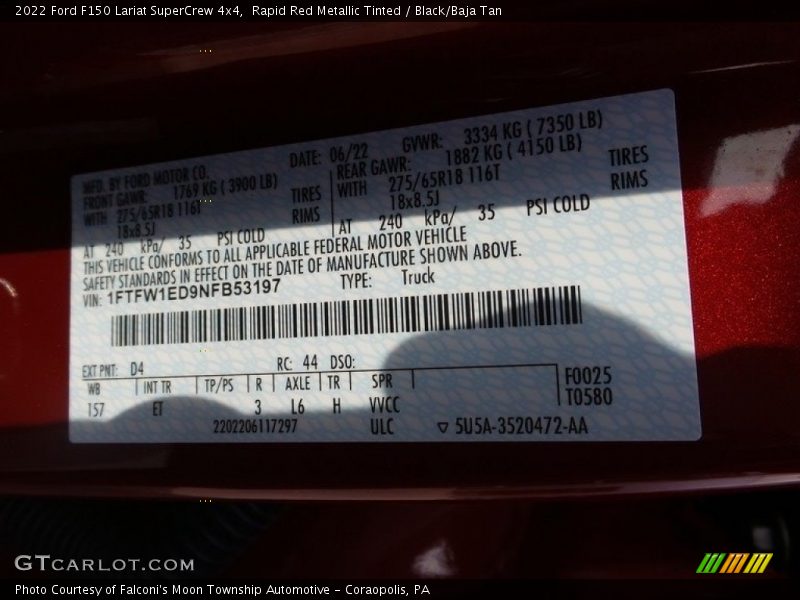 2022 Ford F150 Lariat SuperCrew 4x4,  Rapid Red Metallic Tinted / Black/Baja Tan
MFD. BY FORD MOTOR CO.
DATE: 06/22 GVWR: 3334 KG ( 7350 LB)
FRONT GAWR: 1769 KG ( 3900 LB)
REAR GAWR: 1882 KG ( 4150 LB)
WITH 275/65R18 116T TIRES
WITH 275/65R18 116T TIRES
18x8.5J RIMS
18x8.5J RIMS
AT 240 kPa/ 35 PSI COLD
AT 240 kPa/ 35 PSI COLD
THIS VEHICLE CONFORMS TO ALL APPLICABLE FEDERAL MOTOR VEHICLE
SAFETY STANDARDS IN EFFECT ON THE DATE OF MANUFACTURE SHOWN ABOVE.
VIN: 1FTFW1ED9NFB53197 TYPE: Truck
EXT PNT: D4 RC: 44 DSO:
WB INT TR TP/PS R AXLE TR SPR F0025
157 ET 3 L6 H VVCC T0580
2202206117297 ULC ▽ 5U5A-3520472-AA
GTCARLOT.COM
Photo Courtesy of Falconi's Moon Township Automotive - Coraopolis, PA